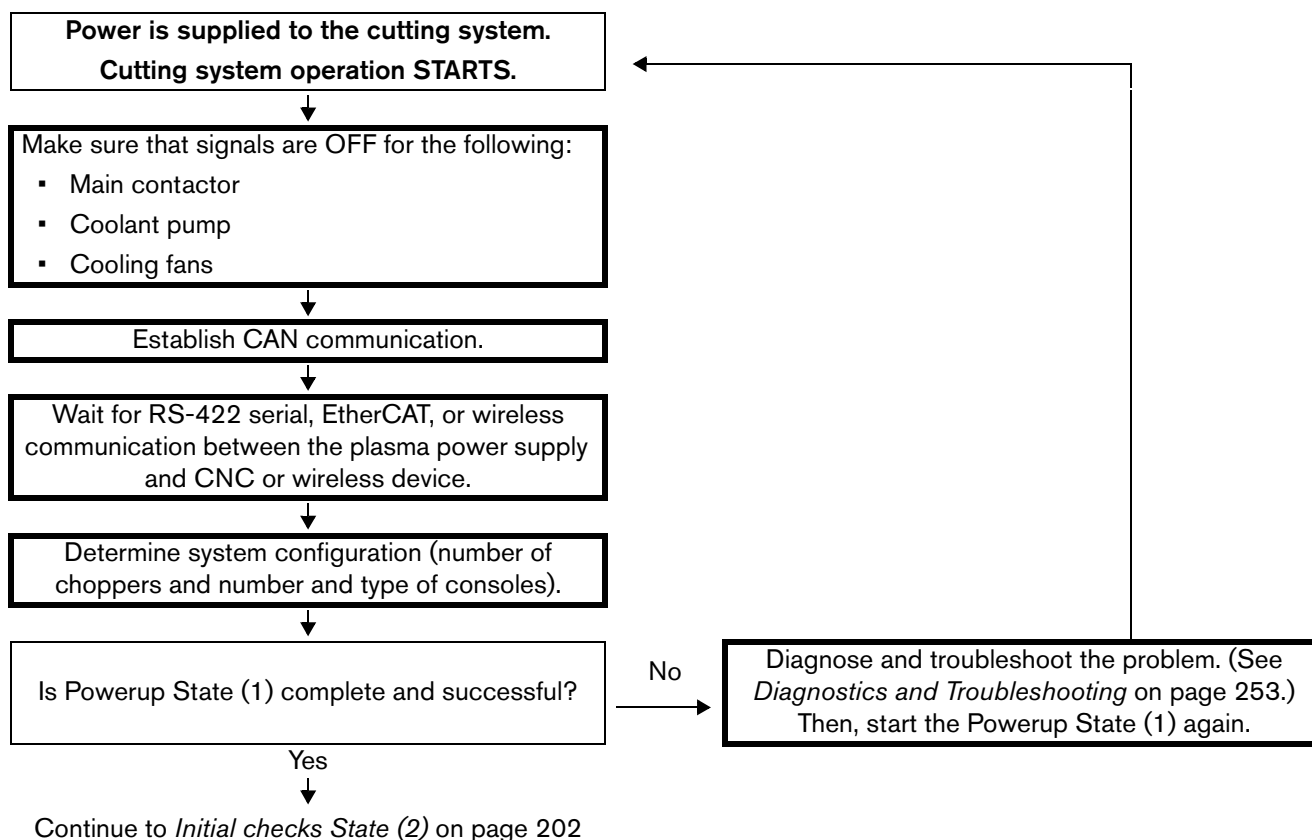 Power is supplied to the cutting system.
Cutting system operation STARTS.
Make sure that signals are OFF for the following:
▪ Main contactor
▪ Coolant pump
▪ Cooling fans
Establish CAN communication.
Wait for RS-422 serial, EtherCAT, or wireless
communication between the plasma power supply
and CNC or wireless device.
Determine system configuration (number of
choppers and number and type of consoles).
Is Powerup State (1) complete and successful?
No
Diagnose and troubleshoot the problem. (See
Diagnostics and Troubleshooting on page 253.)
Then, start the Powerup State (1) again.
Yes
Continue to Initial checks State (2) on page 202